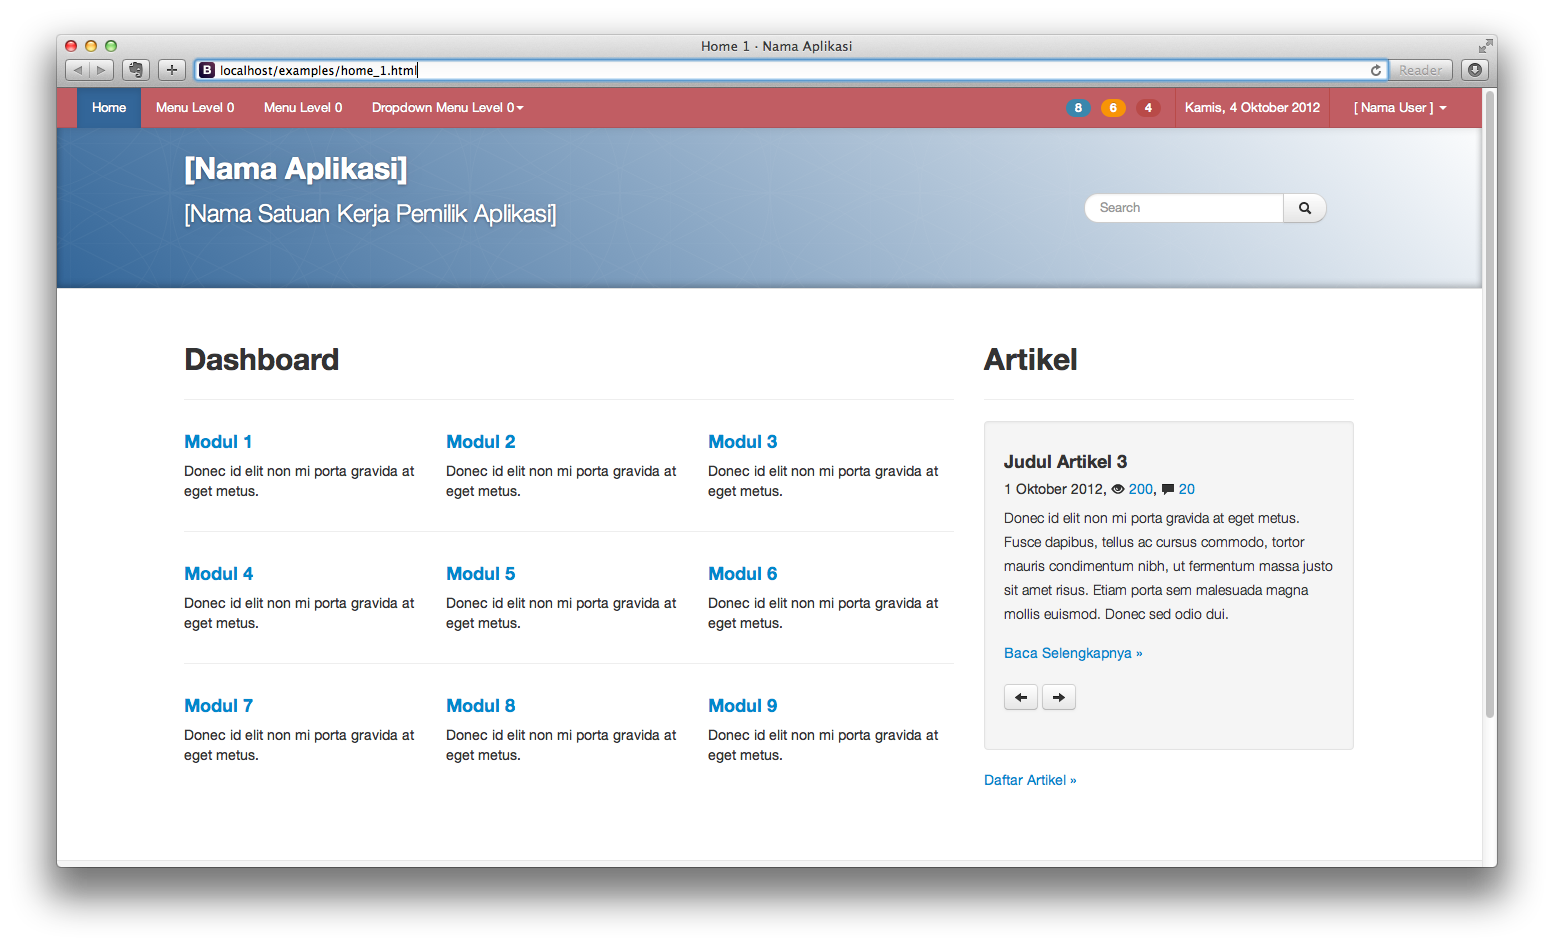 Home 1 · Nama Aplikasi
localhost/examples/home_1.html
Reader
Home Menu Level 0 Menu Level 0 Dropdown Menu Level 0 8 6 4 Kamis, 4 Oktober 2012 [ Nama User ]
[Nama Aplikasi]
[Nama Satuan Kerja Pemilik Aplikasi]
Search
Dashboard
Modul 1
Donec id elit non mi porta gravida at
eget metus.
Modul 2
Donec id elit non mi porta gravida at
eget metus.
Modul 3
Donec id elit non mi porta gravida at
eget metus.
Modul 4
Donec id elit non mi porta gravida at
eget metus.
Modul 5
Donec id elit non mi porta gravida at
eget metus.
Modul 6
Donec id elit non mi porta gravida at
eget metus.
Modul 7
Donec id elit non mi porta gravida at
eget metus.
Modul 8
Donec id elit non mi porta gravida at
eget metus.
Modul 9
Donec id elit non mi porta gravida at
eget metus.
Artikel
Judul Artikel 3
1 Oktober 2012, 200, 20
Donec id elit non mi porta gravida at eget metus.
Fusce dapibus, tellus ac cursus commodo, tortor
mauris condimentum nibh, ut fermentum massa justo
sit amet risus. Etiam porta sem malesuada magna
mollis euismod. Donec sed odio dui.
Baca Selengkapnya »
Daftar Artikel »